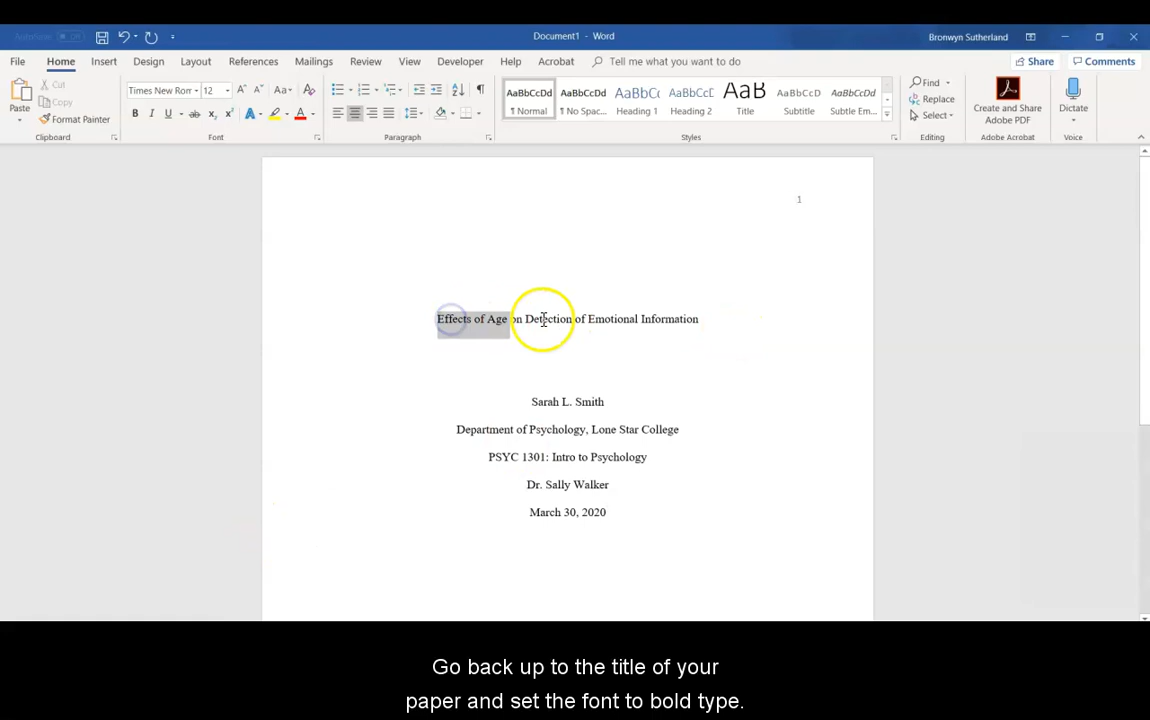 AutoSave Off
Document1 - Word
Bronwyn Sutherland
File Home Insert Design Layout References Mailings Review View Developer Help Acrobat Tell me what you want to do Share Comments
Paste
Cut
Copy
Format Painter
Clipboard
Times New Rom 12
Font
Paragraph
AaBbCcDd AaBbCcDd AaBbC( AaBbCcD AaB AaBbCcD AaBbCcDd
¶ Normal ¶ No Spac... Heading 1 Heading 2 Title Subtitle Subtle Em...
Styles
Find
Replace
Select
Editing
Create and Share
Adobe PDF
Adobe Acrobat
Dictate
Voice
1
Effects of Age on Detection of Emotional Information
Sarah L. Smith
Department of Psychology, Lone Star College
PSYC 1301: Intro to Psychology
Dr. Sally Walker
March 30, 2020
Go back up to the title of your
paper and set the font to bold type.